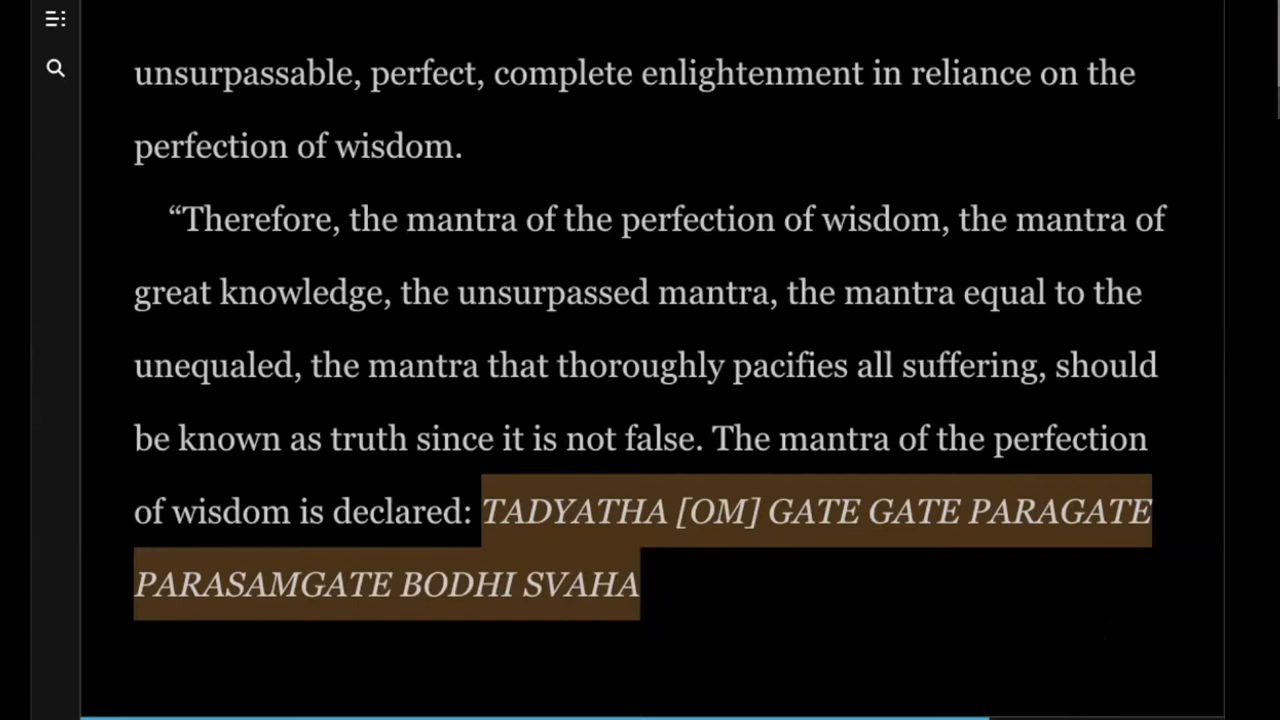 unsurpassable, perfect, complete enlightenment in reliance on the
perfection of wisdom.
“Therefore, the mantra of the perfection of wisdom, the mantra of
great knowledge, the unsurpassed mantra, the mantra equal to the
unequaled, the mantra that thoroughly pacifies all suffering, should
be known as truth since it is not false. The mantra of the perfection
of wisdom is declared: TADYATHA [OM] GATE GATE PARAGATE
PARASAMGATE BODHI SVAHA